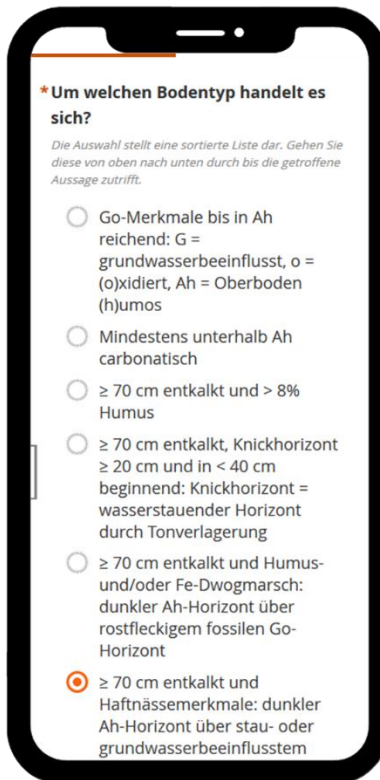 *Um welchen Bodentyp handelt es
sich?
Die Auswahl stellt eine sortierte Liste dar. Gehen Sie
diese von oben nach unten durch bis die getroffene
Aussage zutrifft.
Go-Merkmale bis in Ah
reichend: G =
grundwasserbeeinflusst, o =
(o)xidiert, Ah = Oberboden
(h)umos
Mindestens unterhalb Ah
carbonatisch
≥ 70 cm entkalkt und > 8%
Humus
≥ 70 cm entkalkt, Knickhorizont
≥ 20 cm und in < 40 cm
beginnend: Knickhorizont =
wasserstauender Horizont
durch Tonverlagerung
≥ 70 cm entkalkt und Humus-
und/oder Fe-Dwogmarsch:
dunkler Ah-Horizont über
rostfleckigem fossilen Go-
Horizont
≥ 70 cm entkalkt und
Haftnässemerkmale: dunkler
Ah-Horizont über stau- oder
grundwasserbeeinflusstem